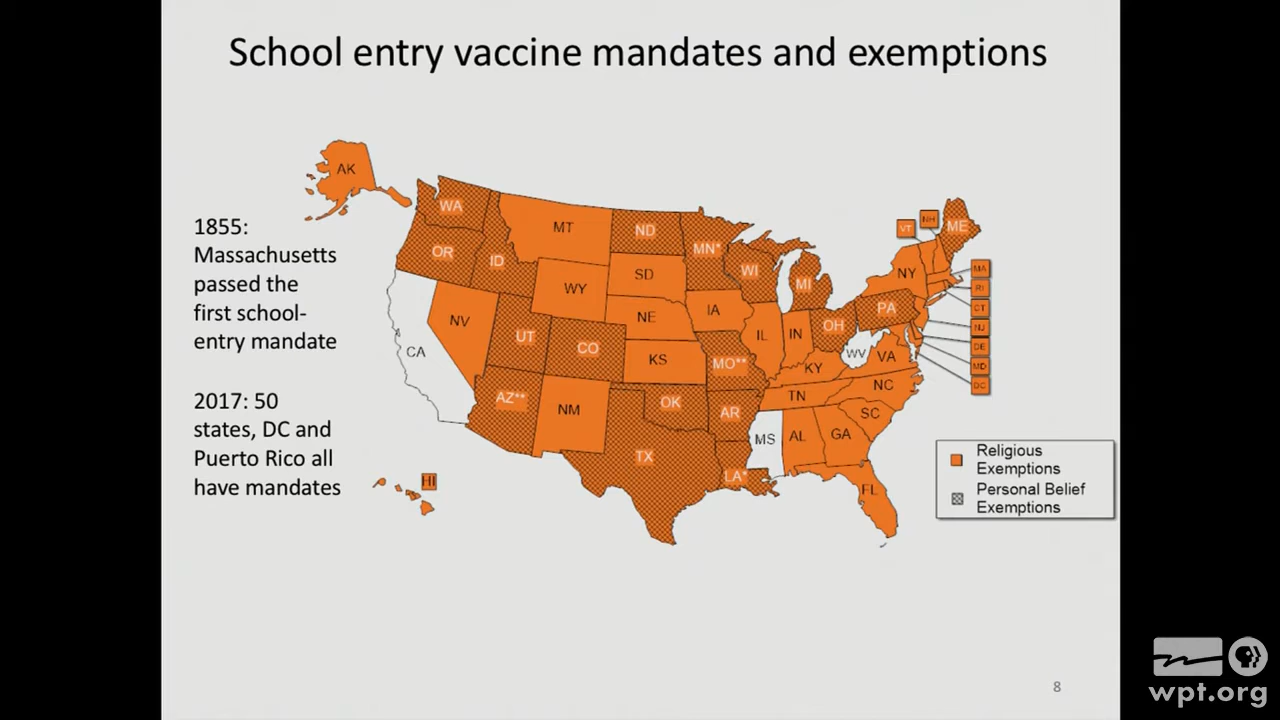 School entry vaccine mandates and exemptions
1855:
Massachusetts
passed the
first school-
entry mandate
2017: 50
states, DC and
Puerto Rico all
have mandates
AK
WA
MT
ND
MN*
VT
NH
ME
OR
ID
WY
SD
WI
MI
NY
MA
RI
CT
NJ
DE
MD
DC
NV
UT
CO
NE
IA
IL
IN
OH
PA
CA
KS
MO**
KY
WV
VA
AZ**
NM
OK
AR
TN
NC
SC
TX
LA*
MS
AL
GA
FL
HI
Religious
Exemptions
Personal Belief
Exemptions
8
PBS
wpt.org